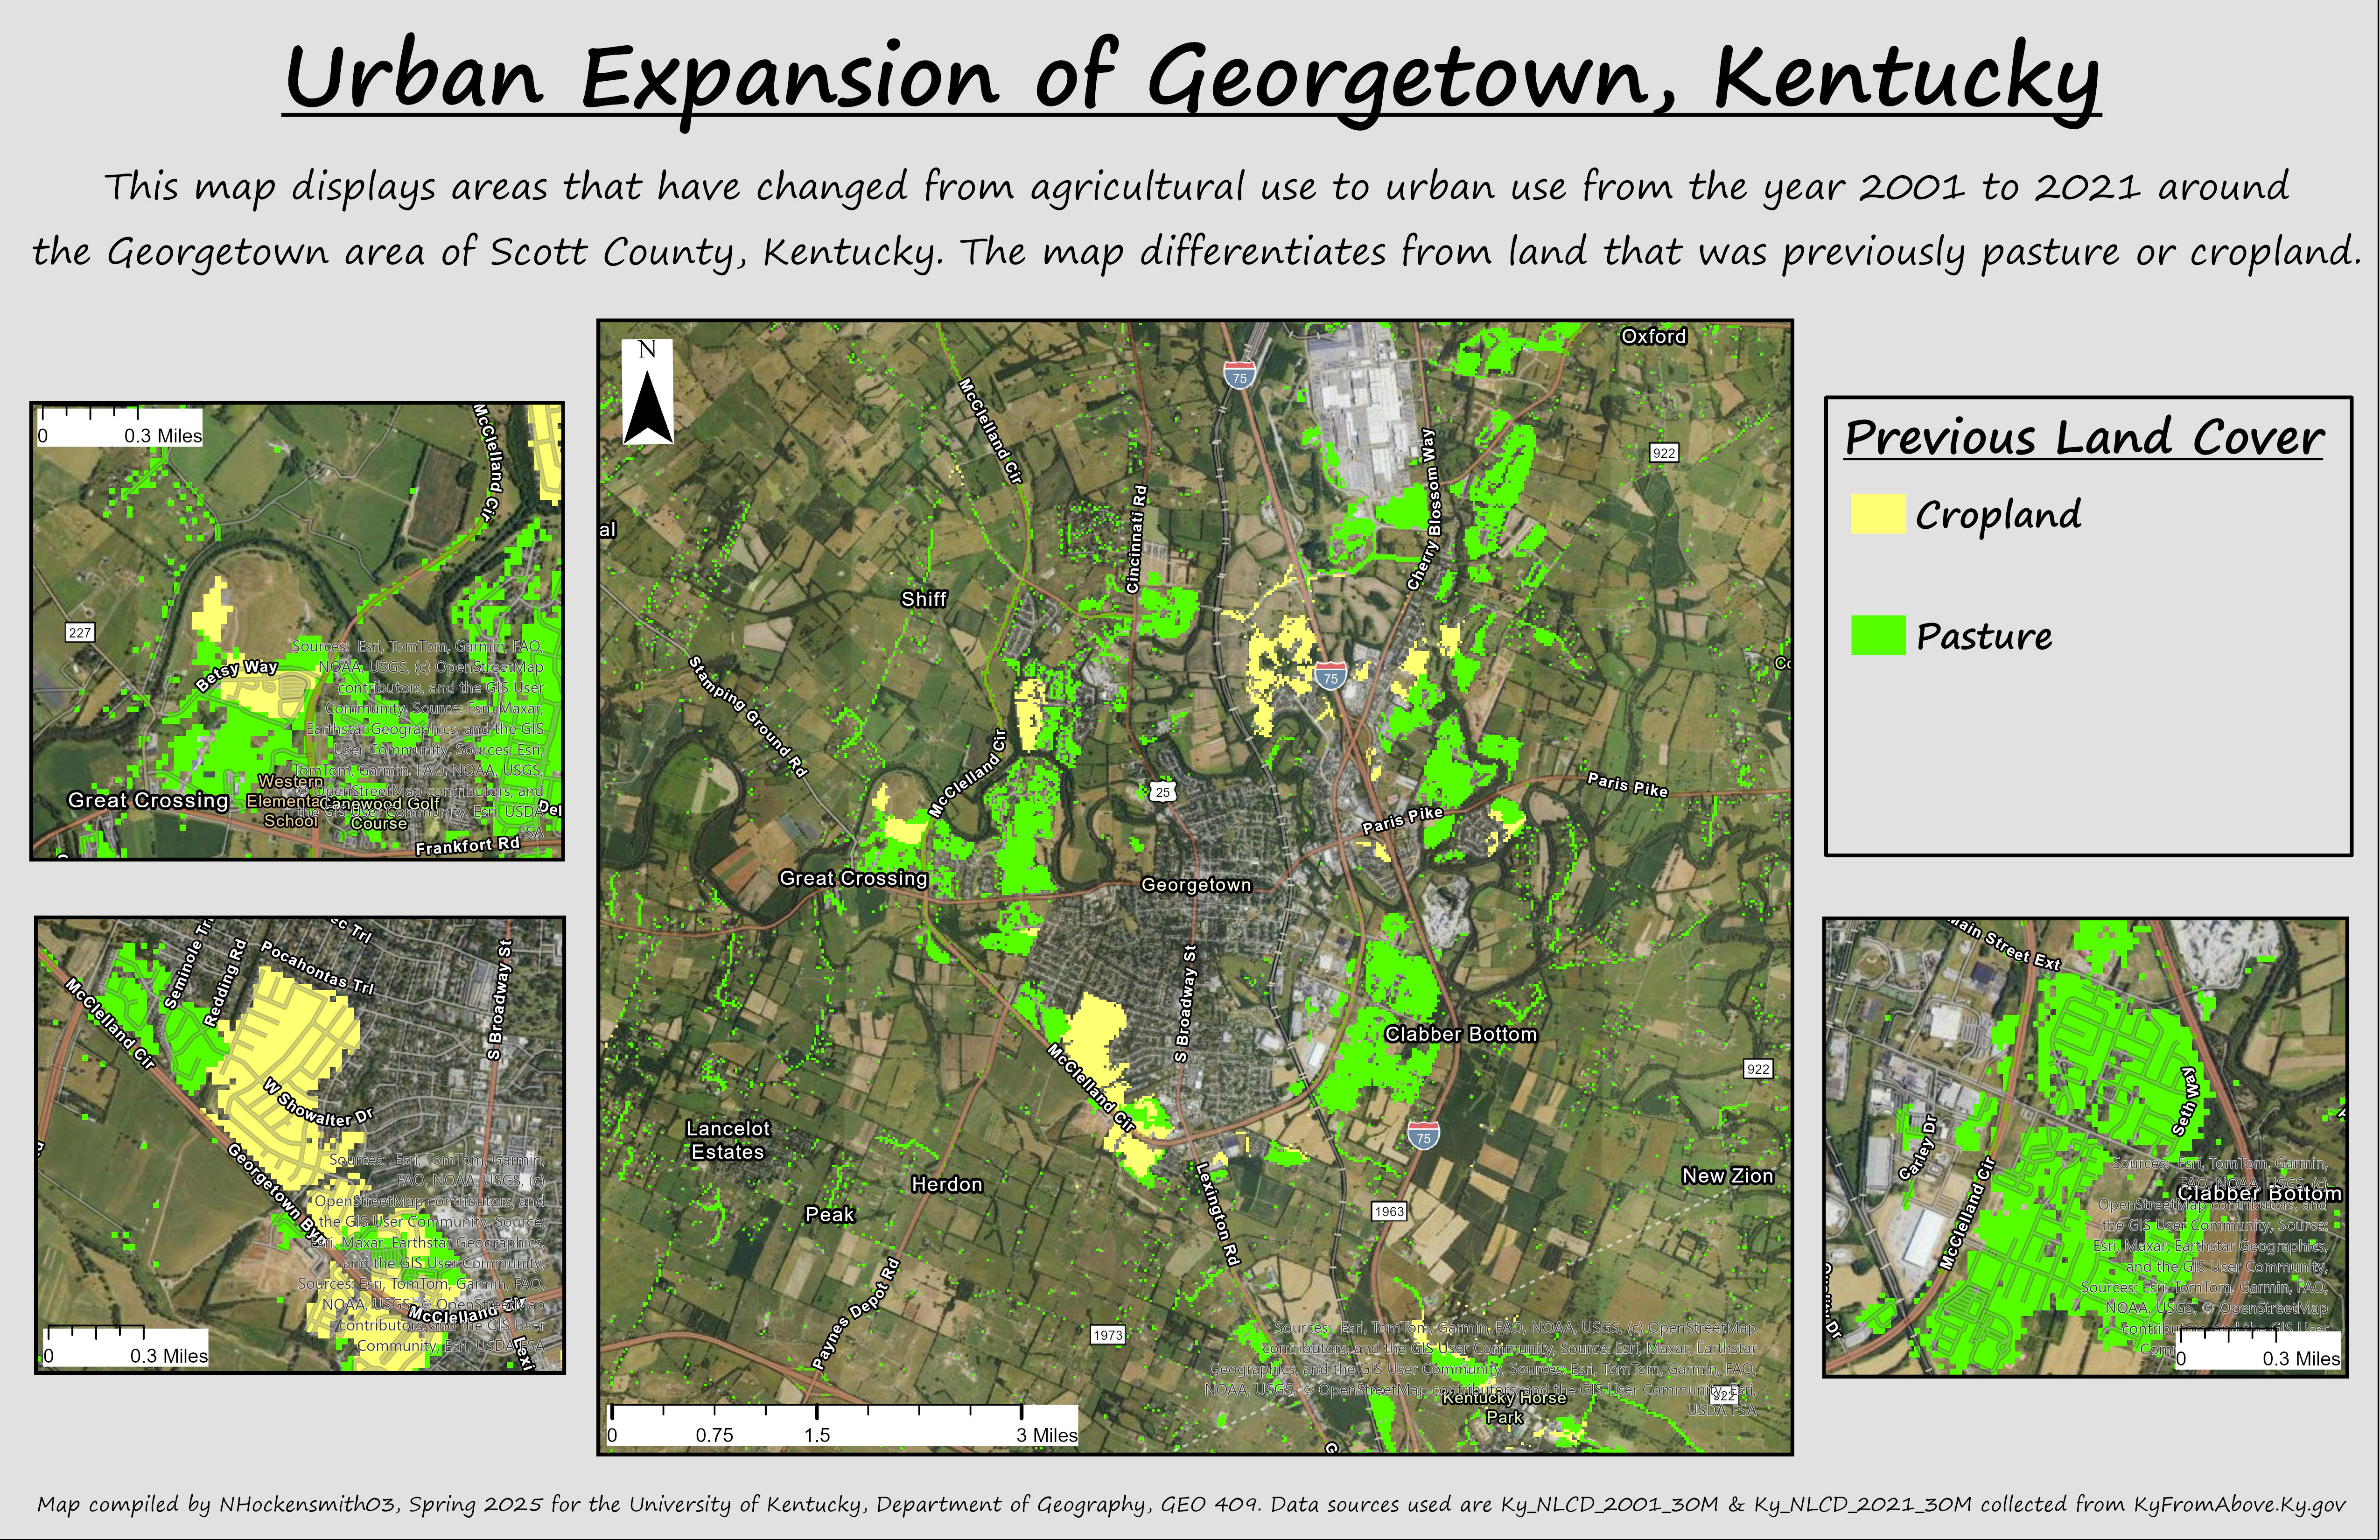 Urban Expansion of Georgetown, Kentucky
This map displays areas that have changed from agricultural use to urban use from the year 2001 to 2021 around
the Georgetown area of Scott County, Kentucky. The map differentiates from land that was previously pasture or cropland.
0 0.3 Miles
McClelland Cir
227
Betsy Way
Sources: Esri, TomTom, Garmin, FAO,
NOAA, USGS, (c) OpenStreetMap
contributors, and the GIS User
Community, Source: Esri, Maxar,
Earthstar Geographics, and the GIS
User Community, Sources: Esri,
TomTom, Garmin, FAO, NOAA, USGS,
© OpenStreetMap contributors, and
the GIS User Community, Esri, USDA
FSA
Great Crossing
Western
Elementa
School
Canewood Golf
Course
Del
Frankfort Rd
ec Trl
Seminole Tr
Redding Rd
Pocahontas Trl
McClelland Cir
S Broadway St
W Showalter Dr
Georgetown Byp
Sources: Esri, TomTom, Garmin,
FAO, NOAA, USGS, (c)
OpenStreetMap contributors, and
the GIS User Community, Source:
Esri, Maxar, Earthstar Geographics,
and the GIS User Community,
Sources: Esri, TomTom, Garmin, FAO,
NOAA, USGS, © OpenStreetMap
contributors, and the GIS User
Community, Esri, USDA FSA
McClelland
Lexi
0 0.3 Miles
N
Oxford
75
McClelland Cir
922
Cherry Blossom Way
Cincinnati Rd
al
Shiff
Stamping Ground Rd
75
Co
McClelland Cir
25
Paris Pike
Paris Pike
Great Crossing
Georgetown
S Broadway St
Clabber Bottom
McClelland Cir
922
Lancelot
Estates
75
Herdon
New Zion
Lexington Rd
Peak
1963
Paynes Depot Rd
1973
Sources: Esri, TomTom, Garmin, FAO, NOAA, USGS, (c) OpenStreetMap
contributors, and the GIS User Community, Source: Esri, Maxar, Earthstar
Geographics, and the GIS User Community, Sources: Esri, TomTom, Garmin, FAO,
NOAA, USGS, © OpenStreetMap contributors, and the GIS User Community, Esri,
USDA FSA
922
Kentucky Horse
Park
G
0 0.75 1.5 3 Miles
Previous Land Cover
Cropland
Pasture
Main Street Ext
Seth Way
Carley Dr
McClelland Cir
Sources: Esri, TomTom, Garmin,
FAO, NOAA, USGS, (c)
OpenStreetMap contributors, and
the GIS User Community, Source:
Esri, Maxar, Earthstar Geographics,
and the GIS User Community,
Sources: Esri, TomTom, Garmin, FAO,
NOAA, USGS, © OpenStreetMap
contributors, and the GIS User
Com
Clabber Bottom
Dr
0 0.3 Miles
Map compiled by NHockensmith03, Spring 2025 for the University of Kentucky, Department of Geography, GEO 409. Data sources used are Ky_NLCD_2001_30M & Ky_NLCD_2021_30M collected from KyFromAbove.Ky.gov